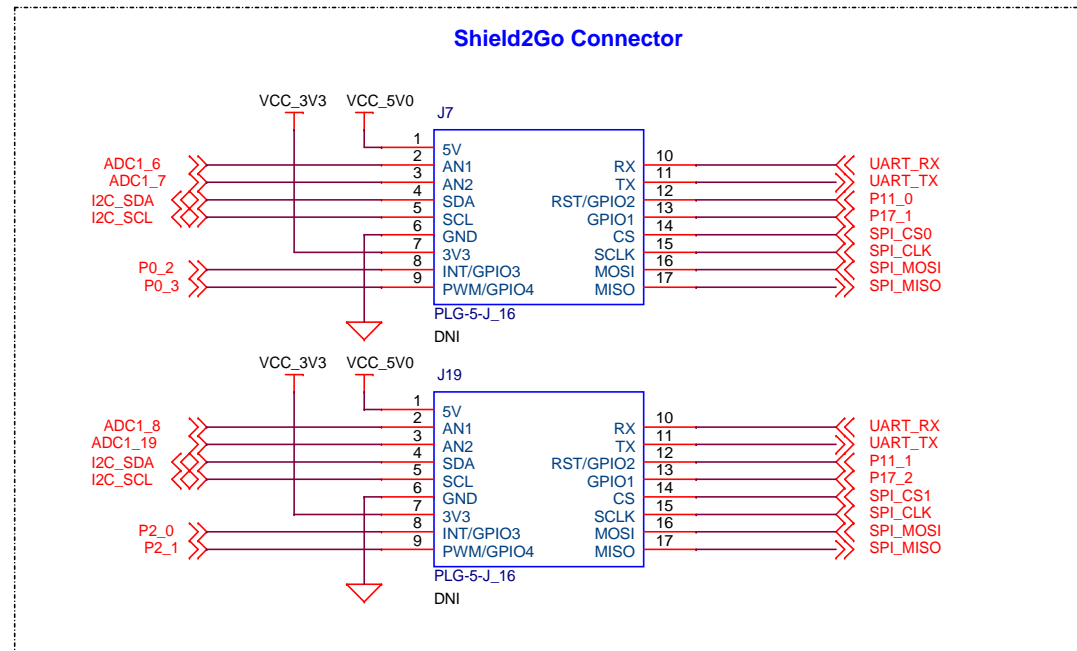 Shield2Go Connector
VCC_3V3 VCC_5V0
J7
1 5V
ADC1_6 2 AN1 RX 10 UART_RX
ADC1_7 3 AN2 TX 11 UART_TX
I2C_SDA 4 SDA RST/GPIO2 12 P11_0
I2C_SCL 5 SCL GPIO1 13 P17_1
6 GND CS 14 SPI_CS0
7 3V3 SCLK 15 SPI_CLK
P0_2 8 INT/GPIO3 MOSI 16 SPI_MOSI
P0_3 9 PWM/GPIO4 MISO 17 SPI_MISO
PLG-5-J_16
DNI
VCC_3V3 VCC_5V0
J19
1 5V
ADC1_8 2 AN1 RX 10 UART_RX
ADC1_19 3 AN2 TX 11 UART_TX
I2C_SDA 4 SDA RST/GPIO2 12 P11_1
I2C_SCL 5 SCL GPIO1 13 P17_2
6 GND CS 14 SPI_CS1
7 3V3 SCLK 15 SPI_CLK
P2_0 8 INT/GPIO3 MOSI 16 SPI_MOSI
P2_1 9 PWM/GPIO4 MISO 17 SPI_MISO
PLG-5-J_16
DNI